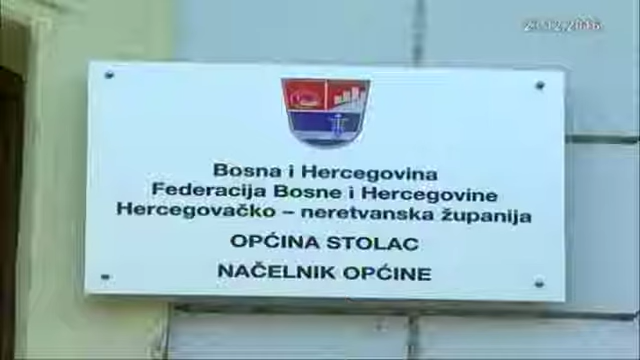 Bosna i Hercegovina
Federacija Bosne i Hercegovine
Hercegovačko – neretvanska županija
OPĆINA STOLAC
NAČELNIK OPĆINE